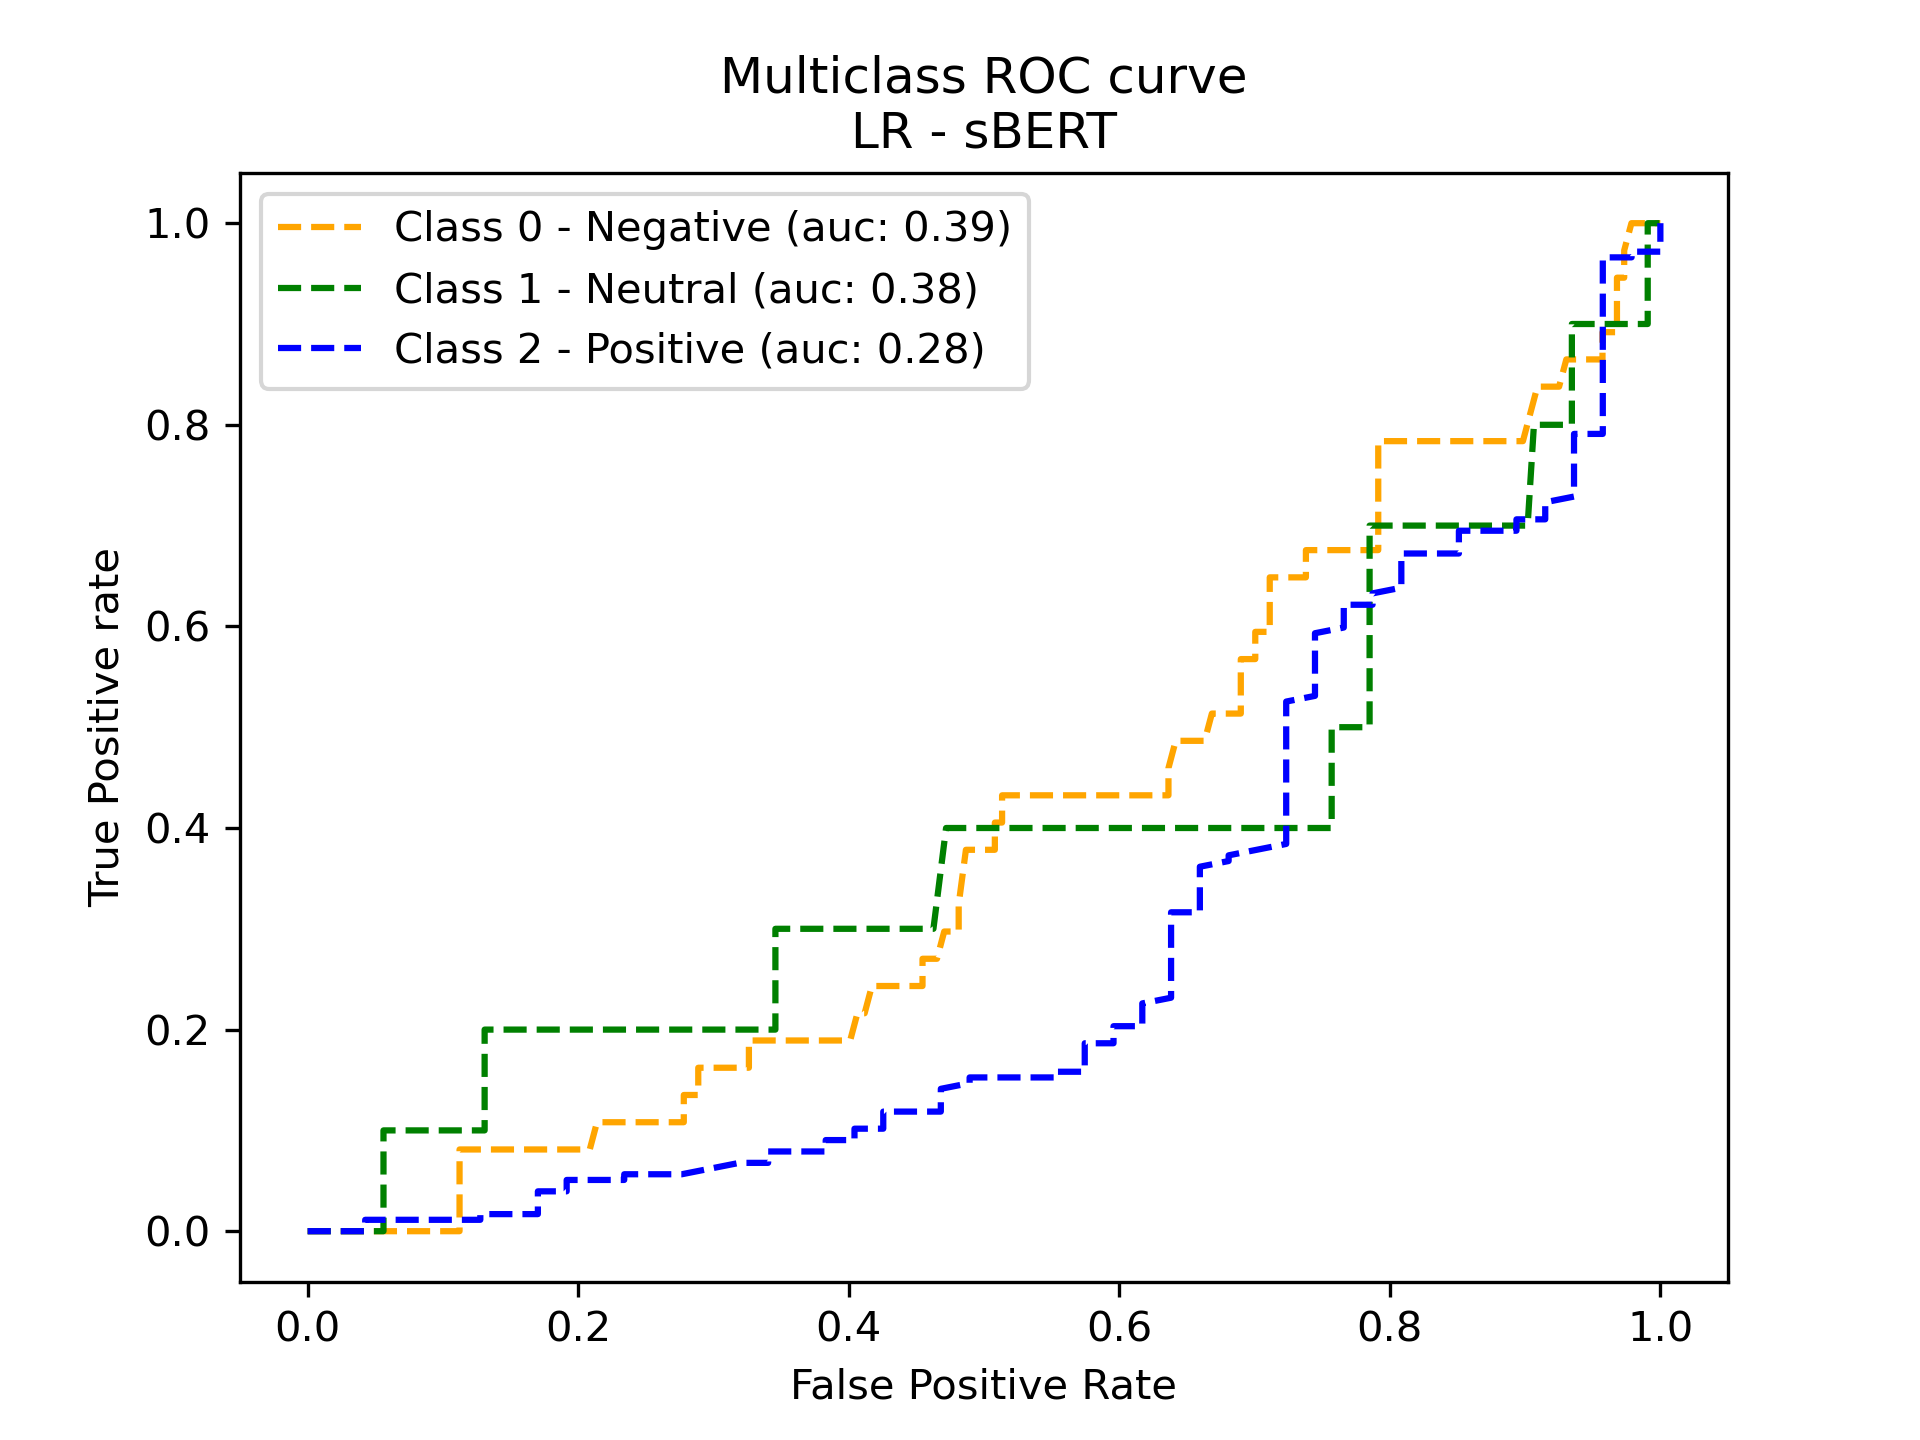 Multiclass ROC curve
LR - sBERT
Class 0 - Negative (auc: 0.39)
Class 1 - Neutral (auc: 0.38)
Class 2 - Positive (auc: 0.28)
1.0
0.8
0.6
0.4
0.2
0.0
True Positive rate
0.0 0.2 0.4 0.6 0.8 1.0
False Positive Rate